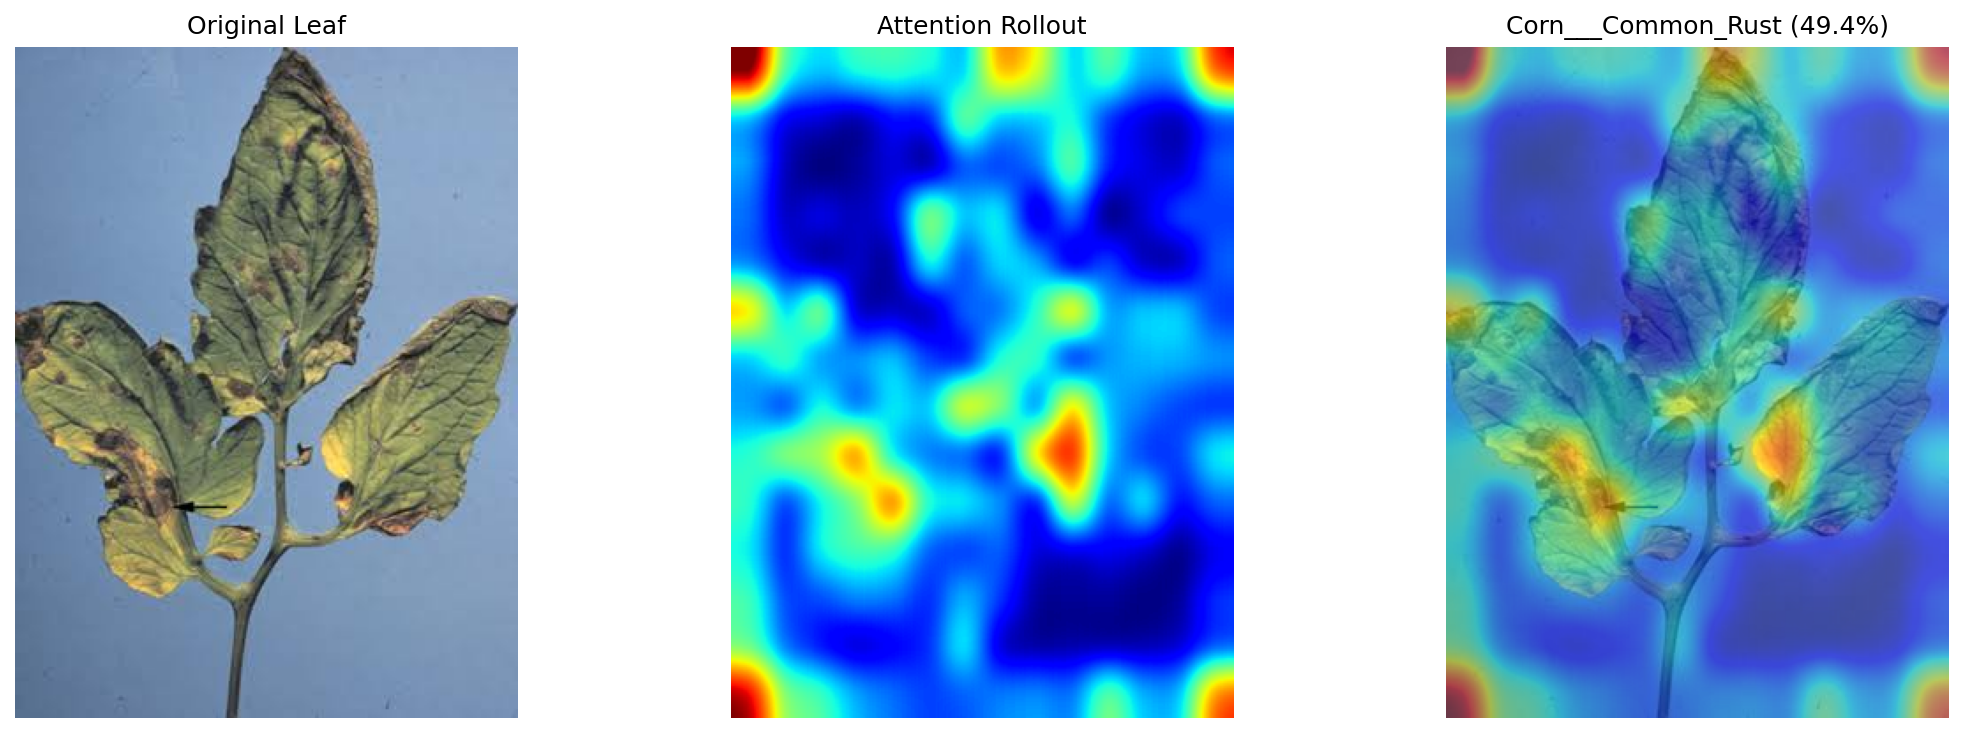 Original Leaf
Attention Rollout
Corn___Common_Rust (49.4%)